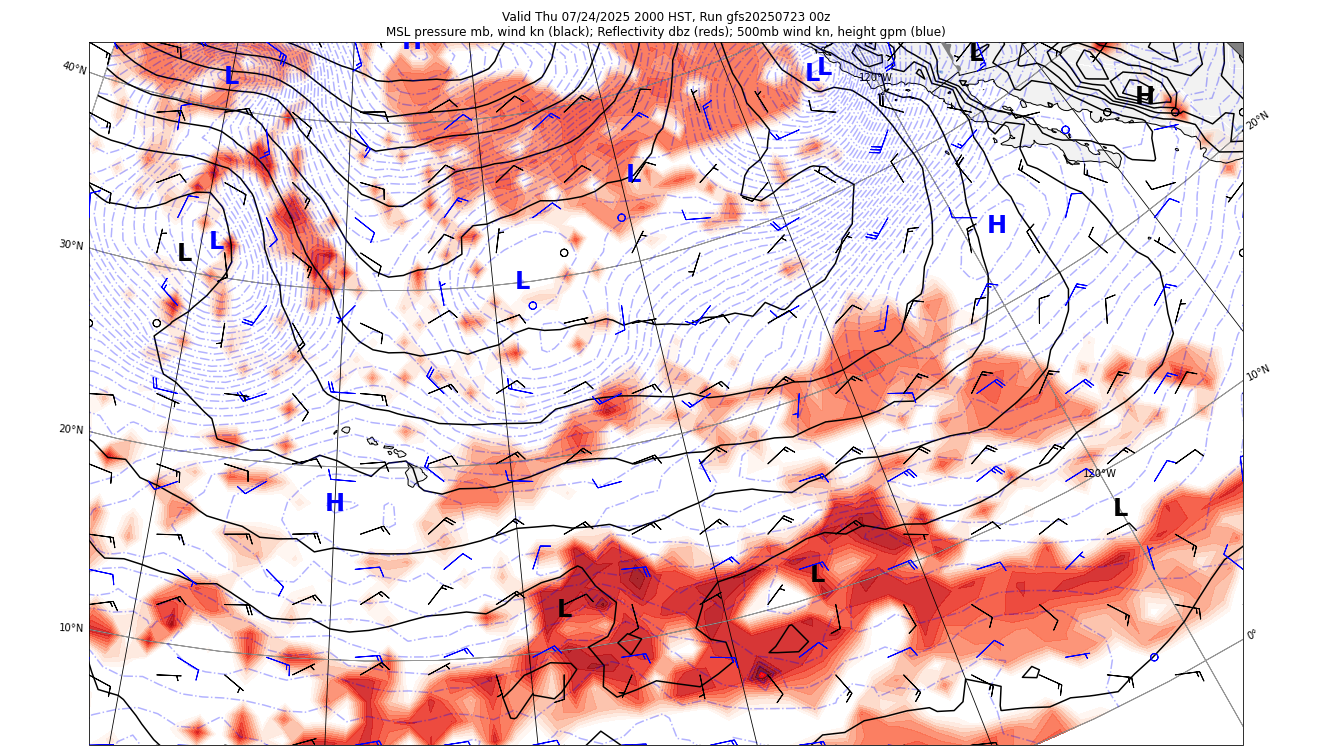 Valid Thu 07/24/2025 2000 HST, Run gfs20250723 00z
MSL pressure mb, wind kn (black); Reflectivity dbz (reds); 500mb wind kn, height gpm (blue)
H
L
L
L L
120°W
40°N
H
20°N
L
H
L
L
30°N
L
10°N
20°N
120°W
H
L
L
L
10°N
0°